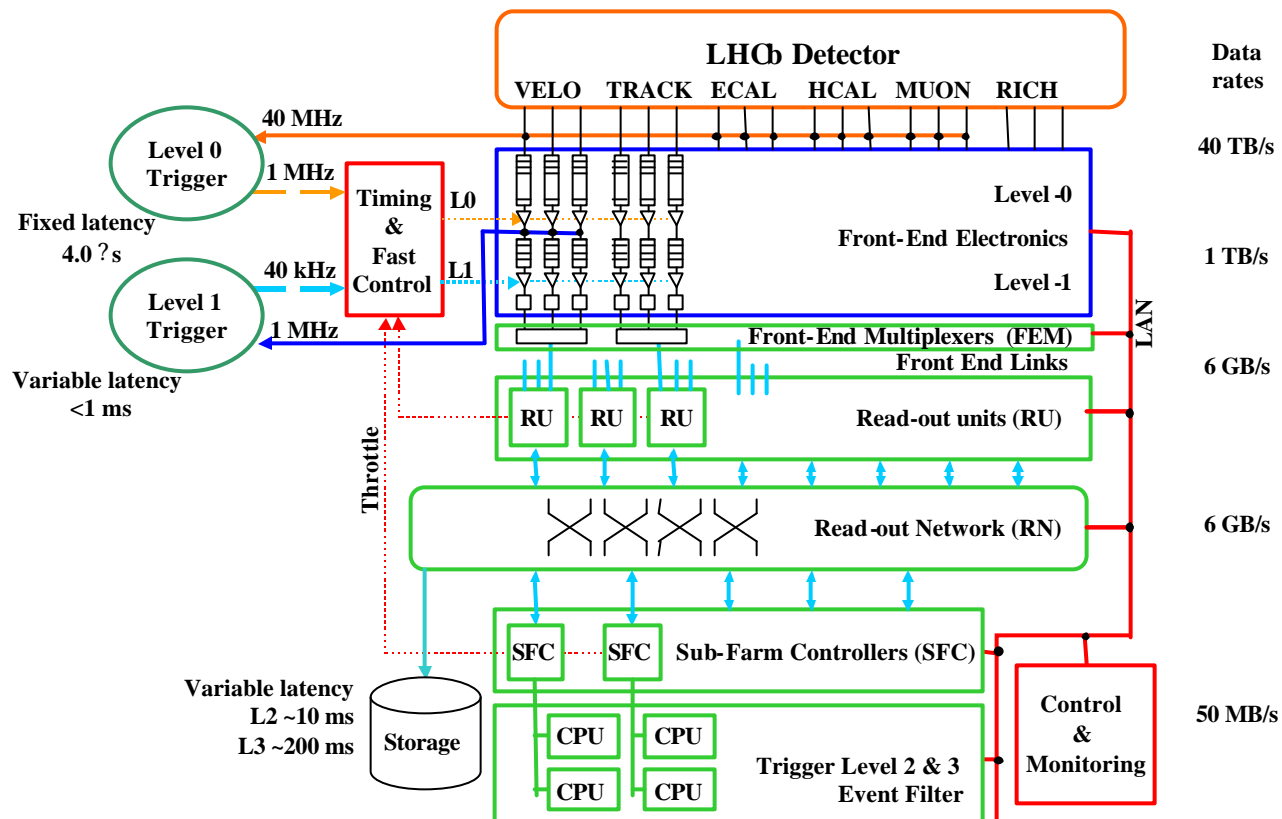 LHCb Detector
Data
rates
VELO TRACK ECAL HCAL MUON RICH
40 MHz
40 TB/s
Level 0
Trigger
1 MHz
Timing
&
Fast
Control
L0
L1
Level -0
Front-End Electronics
Level -1
1 TB/s
Fixed latency
4.0 ?s
40 kHz
Level 1
Trigger
1 MHz
LAN
Front-End Multiplexers (FEM)
Front End Links
6 GB/s
Variable latency
<1 ms
RU RU RU
Read-out units (RU)
Throttle
Read-out Network (RN)
6 GB/s
SFC SFC
Sub-Farm Controllers (SFC)
Variable latency
L2 ~10 ms
L3 ~200 ms
Storage
Control
&
Monitoring
50 MB/s
CPU CPU
CPU CPU
Trigger Level 2 & 3
Event Filter